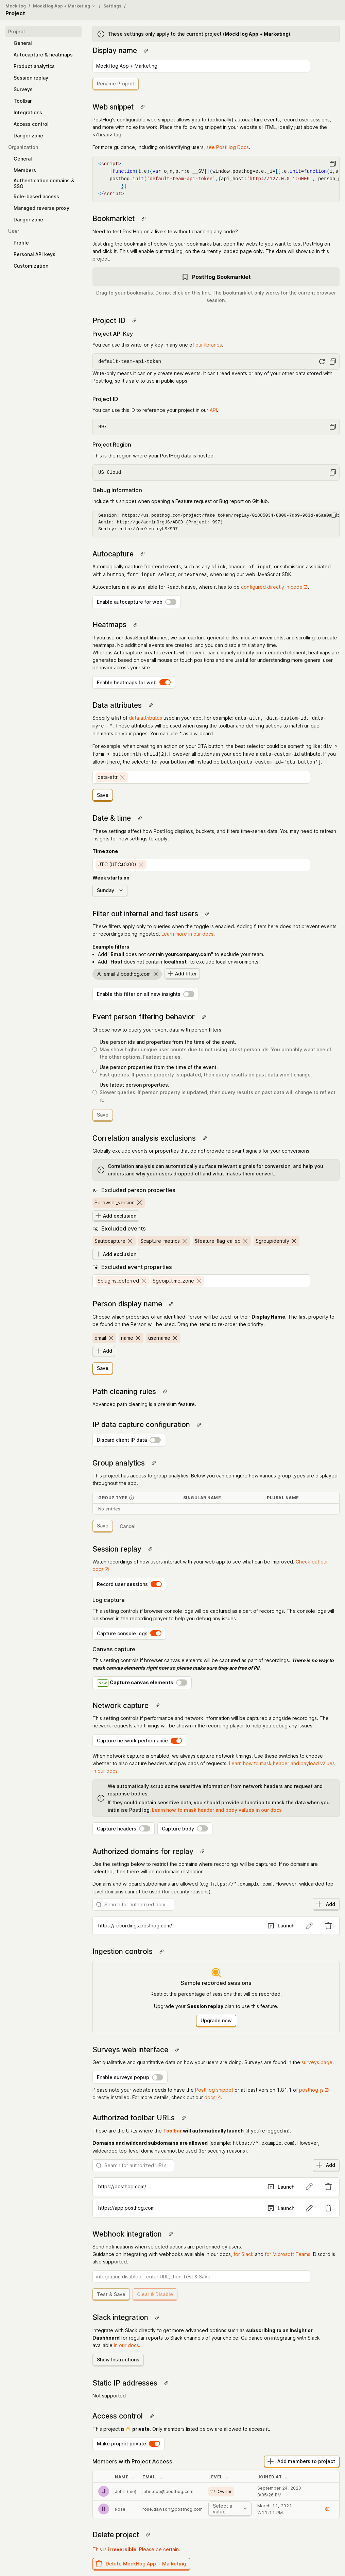 MockHog / MockHog App + Marketing / Settings /
Project
Project
General
Autocapture & heatmaps
Product analytics
Session replay
Surveys
Toolbar
Integrations
Access control
Danger zone
Organization
General
Members
Authentication domains &
SSO
Role-based access
Managed reverse proxy
Danger zone
User
Profile
Personal API keys
Customization
These settings only apply to the current project (MockHog App + Marketing).
Display name
MockHog App + Marketing
Rename Project
Web snippet
PostHog's configurable web snippet allows you to (optionally) autocapture events, record user sessions,
and more with no extra work. Place the following snippet in your website's HTML, ideally just above the
</head> tag.
For more guidance, including on identifying users, see PostHog Docs.
<script>
</script>
Bookmarklet
Need to test PostHog on a live site without changing any code?
Just drag the bookmarklet below to your bookmarks bar, open the website you want to test PostHog on
and click it. This will enable our tracking, on the currently loaded page only. The data will show up in this
project.
PostHog Bookmarklet
Drag to your bookmarks. Do not click on this link. The bookmarklet only works for the current browser
session.
Project ID
Project API Key
You can use this write-only key in any one of our libraries.
default-team-api-token
Write-only means it can only create new events. It can't read events or any of your other data stored with
PostHog, so it's safe to use in public apps.
Project ID
You can use this ID to reference your project in our API.
997
Project Region
This is the region where your PostHog data is hosted.
US Cloud
Debug information
Include this snippet when opening a Feature request or Bug report on GitHub.
Admin: http://go/adminOrgUS/ABCD (Project: 997)
Sentry: http://go/sentryUS/997
Autocapture
Automagically capture frontend events, such as any click, change of input, or submission associated
with a button, form, input, select, or textarea, when using our web JavaScript SDK.
Autocapture is also available for React Native, where it has to be configured directly in code.
Enable autocapture for web
Heatmaps
If you use our JavaScript libraries, we can capture general clicks, mouse movements, and scrolling to create
heatmaps. No additional events are created, and you can disable this at any time.
Whereas Autocapture creates events whenever it can uniquely identify an interacted element, heatmaps are
generated based on overall mouse or touch positions and are useful for understanding more general user
behavior across your site.
Enable heatmaps for web
Data attributes
Specify a list of data attributes used in your app. For example: data-attr, data-custom-id, data-
myref-*. These attributes will be used when using the toolbar and defining actions to match unique
elements on your pages. You can use * as a wildcard.
For example, when creating an action on your CTA button, the best selector could be something like: div >
form > button:nth-child(2). However all buttons in your app have a data-custom-id attribute. If you
allow it here, the selector for your button will instead be button[data-custom-id='cta-button'].
data-attr
Save
Date & time
These settings affect how PostHog displays, buckets, and filters time-series data. You may need to refresh
insights for new settings to apply.
Time zone
UTC (UTC±0:00)
Week starts on
Sunday
Filter out internal and test users
These filters apply only to queries when the toggle is enabled. Adding filters here does not prevent events
or recordings being ingested. Learn more in our docs.
Example filters
Add "Email does not contain yourcompany.com" to exclude your team.
Add "Host does not contain localhost" to exclude local environments.
email ∌ posthog.com
Add filter
Enable this filter on all new insights
Event person filtering behavior
Choose how to query your event data with person filters.
Use person ids and properties from the time of the event.
May show higher unique user counts due to not using latest person ids. You probably want one of
the other options. Fastest queries.
Use person properties from the time of the event.
Fast queries. If person property is updated, then query results on past data won't change.
Use latest person properties.
Slower queries. If person property is updated, then query results on past data will change to reflect
it.
Save
Correlation analysis exclusions
Globally exclude events or properties that do not provide relevant signals for your conversions.
Correlation analysis can automatically surface relevant signals for conversion, and help you
understand why your users dropped off and what makes them convert.
Excluded person properties
$browser_version
Add exclusion
Excluded events
$autocapture $capture_metrics $feature_flag_called $groupidentify
Add exclusion
Excluded event properties
$plugins_deferred $geoip_time_zone
Person display name
Choose which properties of an identified Person will be used for their Display Name. The first property to
be found on the Person will be used. Drag the items to re-order the priority.
email name username
Add
Save
Path cleaning rules
Advanced path cleaning is a premium feature.
IP data capture configuration
Discard client IP data
Group analytics
This project has access to group analytics. Below you can configure how various group types are displayed
throughout the app.
GROUP TYPE SINGULAR NAME PLURAL NAME
No entries
Save Cancel
Session replay
Watch recordings of how users interact with your web app to see what can be improved. Check out our
docs
Record user sessions
Log capture
This setting controls if browser console logs will be captured as a part of recordings. The console logs will
be shown in the recording player to help you debug any issues.
Capture console logs
Canvas capture
This setting controls if browser canvas elements will be captured as part of recordings. There is no way to
mask canvas elements right now so please make sure they are free of PII.
New Capture canvas elements
Network capture
This setting controls if performance and network information will be captured alongside recordings. The
network requests and timings will be shown in the recording player to help you debug any issues.
Capture network performance
When network capture is enabled, we always capture network timings. Use these switches to choose
whether to also capture headers and payloads of requests. Learn how to mask header and payload values
in our docs
We automatically scrub some sensitive information from network headers and request and
response bodies.
If they could contain sensitive data, you should provide a function to mask the data when you
initialise PostHog. Learn how to mask header and body values in our docs
Capture headers Capture body
Authorized domains for replay
Use the settings below to restrict the domains where recordings will be captured. If no domains are
selected, then there will be no domain restriction.
Domains and wildcard subdomains are allowed (e.g. https://*.example.com). However, wildcarded top-
level domains cannot be used (for security reasons).
Search for authorized dom... Add
https://recordings.posthog.com/ Launch
Ingestion controls
Sample recorded sessions
Restrict the percentage of sessions that will be recorded.
Upgrade your Session replay plan to use this feature.
Upgrade now
Surveys web interface
Get qualitative and quantitative data on how your users are doing. Surveys are found in the surveys page.
Enable surveys popup
Please note your website needs to have the PostHog snippet or at least version 1.81.1 of posthog-js
directly installed. For more details, check out our docs.
Authorized toolbar URLs
These are the URLs where the Toolbar will automatically launch (if you're logged in).
Domains and wildcard subdomains are allowed (example: https://*.example.com). However,
wildcarded top-level domains cannot be used (for security reasons).
Search for authorized URLs Add
https://posthog.com/ Launch
https://app.posthog.com Launch
Webhook integration
Send notifications when selected actions are performed by users.
Guidance on integrating with webhooks available in our docs, for Slack and for Microsoft Teams. Discord is
also supported.
integration disabled - enter URL, then Test & Save
Test & Save Clear & Disable
Slack integration
Integrate with Slack directly to get more advanced options such as subscribing to an Insight or
Dashboard for regular reports to Slack channels of your choice. Guidance on integrating with Slack
available in our docs.
Show Instructions
Static IP addresses
Not supported
Access control
This project is private. Only members listed below are allowed to access it.
Make project private
Members with Project Access Add members to project
NAME EMAIL LEVEL JOINED AT
J John (me) john.doe@posthog.com Owner September 24, 2020
R Rose rose.dawson@posthog.com Select a
value March 11, 2021
Delete project
This is irreversible. Please be certain.
Delete MockHog App + Marketing